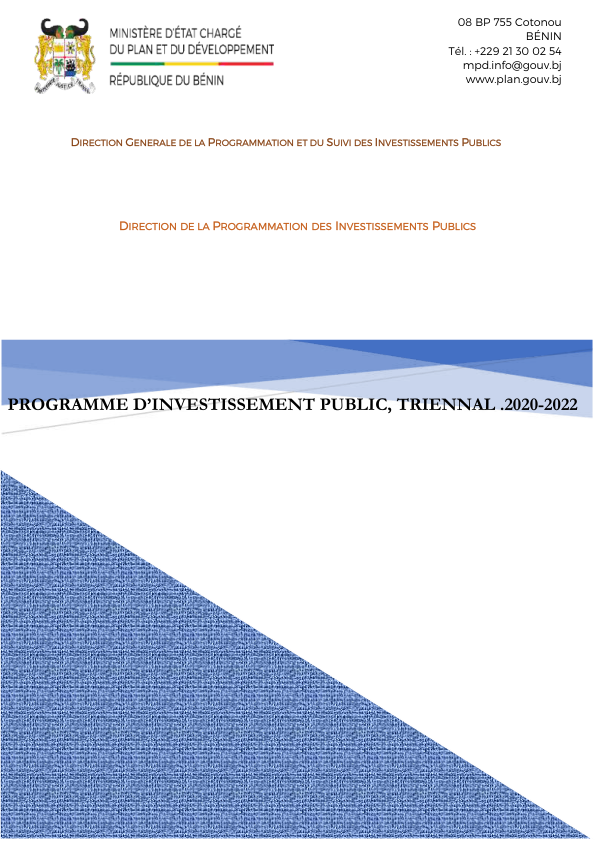 MINISTÈRE D'ÉTAT CHARGÉ
DU PLAN ET DU DÉVELOPPEMENT
RÉPUBLIQUE DU BÉNIN
08 BP 755 Cotonou
BÉNIN
Tél. : +229 21 30 02 54
mpd.info@gouv.bj
www.plan.gouv.bj
DIRECTION GENERALE DE LA PROGRAMMATION ET DU SUIVI DES INVESTISSEMENTS PUBLICS
DIRECTION DE LA PROGRAMMATION DES INVESTISSEMENTS PUBLICS
PROGRAMME D'INVESTISSEMENT PUBLIC, TRIENNAL .2020-2022